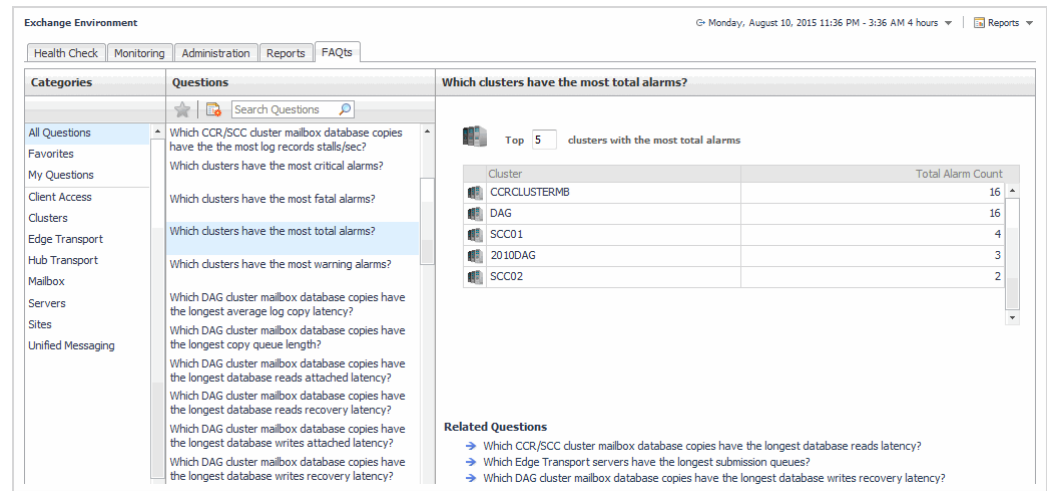 Exchange Environment
Monday, August 10, 2015 11:36 PM - 3:36 AM 4 hours
Reports
Health Check
Monitoring
Administration
Reports
FAQts
Categories
All Questions
Favorites
My Questions
Client Access
Clusters
Edge Transport
Hub Transport
Mailbox
Servers
Sites
Unified Messaging
Questions
Search Questions
Which CCR/SCC cluster mailbox database copies
have the the most log records stalls/sec?
Which clusters have the most critical alarms?
Which clusters have the most fatal alarms?
Which clusters have the most total alarms?
Which clusters have the most warning alarms?
Which DAG cluster mailbox database copies have
the longest average log copy latency?
Which DAG cluster mailbox database copies have
the longest copy queue length?
Which DAG cluster mailbox database copies have
the longest database reads attached latency?
Which DAG cluster mailbox database copies have
the longest database reads recovery latency?
Which DAG cluster mailbox database copies have
the longest database writes attached latency?
Which DAG cluster mailbox database copies have
the longest database writes recovery latency?
Which clusters have the most total alarms?
Top 5 clusters with the most total alarms
Cluster Total Alarm Count
CCRCLUSTERMB 16
DAG 16
SCC01 4
2010DAG 3
SCC02 2
Related Questions
Which CCR/SCC cluster mailbox database copies have the longest database reads latency?
Which Edge Transport servers have the longest submission queues?
Which DAG cluster mailbox database copies have the longest database writes recovery latency?